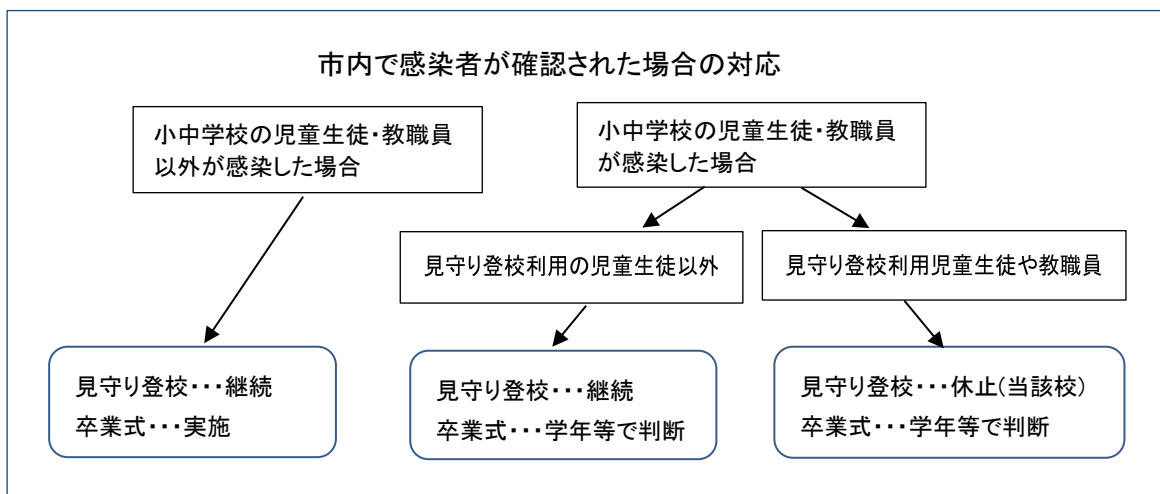 市内で感染者が確認された場合の対応
小中学校の児童生徒・教職員
以外が感染した場合
小中学校の児童生徒・教職員
が感染した場合
見守り登校利用の児童生徒以外
見守り登校利用児童生徒や教職員
見守り登校・・・継続
卒業式・・・実施
見守り登校・・・継続
卒業式・・・学年等で判断
見守り登校・・・休止(当該校)
卒業式・・・学年等で判断